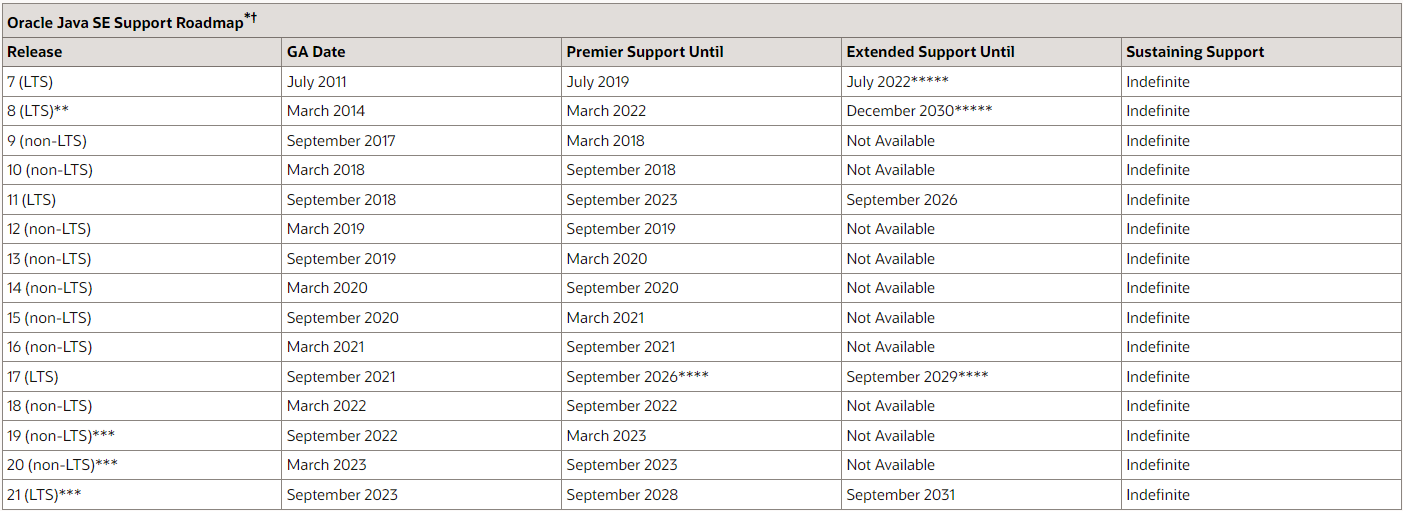 Oracle Java SE Support Roadmap*†
Release GA Date Premier Support Until Extended Support Until Sustaining Support
7 (LTS) July 2011 July 2019 July 2022***** Indefinite
8 (LTS)** March 2014 March 2022 December 2030***** Indefinite
9 (non-LTS) September 2017 March 2018 Not Available Indefinite
10 (non-LTS) March 2018 September 2018 Not Available Indefinite
11 (LTS) September 2018 September 2023 September 2026 Indefinite
12 (non-LTS) March 2019 September 2019 Not Available Indefinite
13 (non-LTS) September 2019 March 2020 Not Available Indefinite
14 (non-LTS) March 2020 September 2020 Not Available Indefinite
15 (non-LTS) September 2020 March 2021 Not Available Indefinite
16 (non-LTS) March 2021 September 2021 Not Available Indefinite
17 (LTS) September 2021 September 2026**** September 2029**** Indefinite
18 (non-LTS) March 2022 September 2022 Not Available Indefinite
19 (non-LTS)*** September 2022 March 2023 Not Available Indefinite
20 (non-LTS)*** March 2023 September 2023 Not Available Indefinite
21 (LTS)*** September 2023 September 2028 September 2031 Indefinite